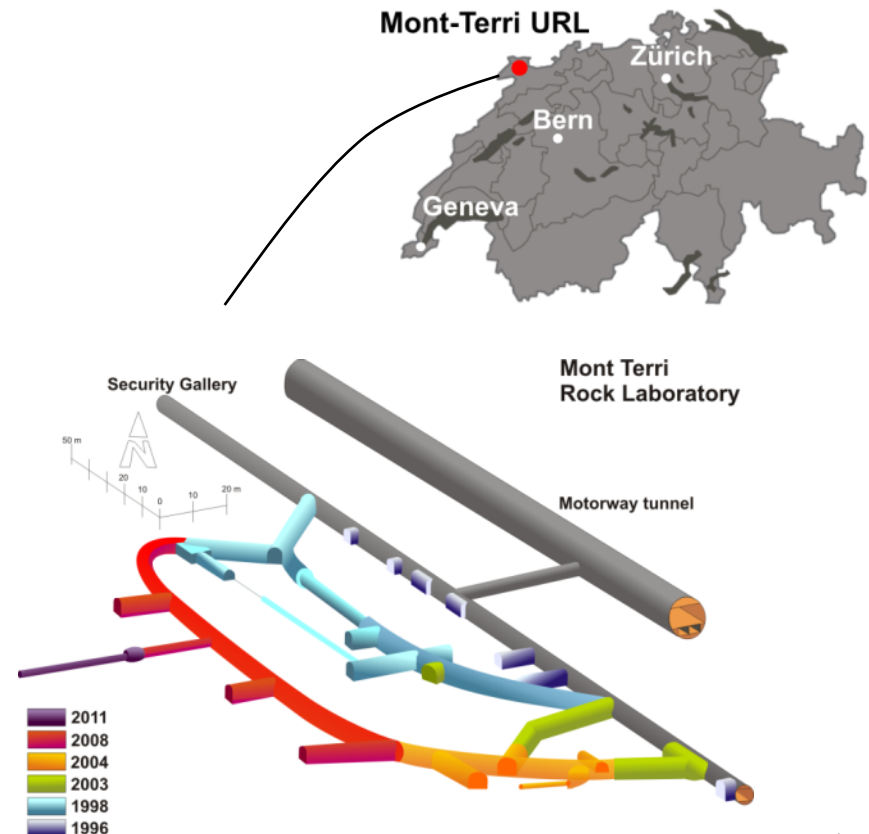 Mont-Terri URL
Zürich
Bern
Geneva
Mont Terri
Rock Laboratory
Security Gallery
N
50 m
20
10
0
10
20 m
Motorway tunnel
2011
2008
2004
2003
1998
1996